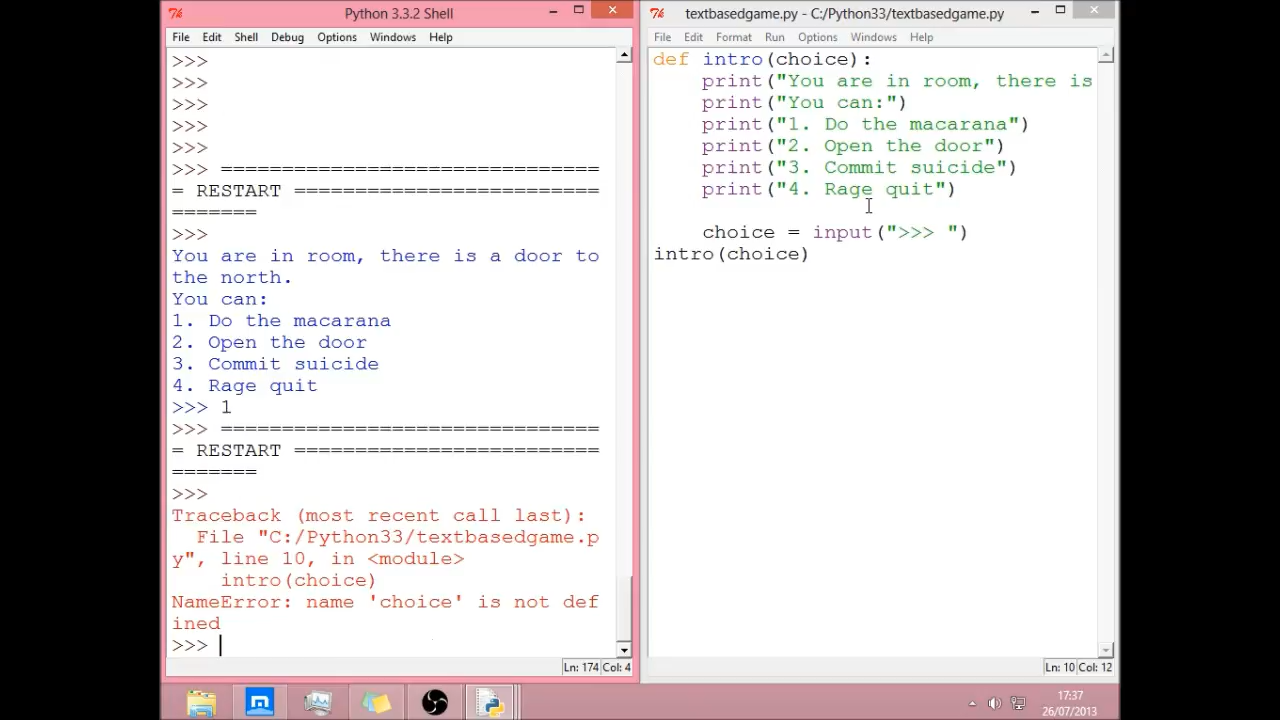 Python 3.3.2 Shell
File Edit Shell Debug Options Windows Help
>>>
>>>
>>>
>>>
>>>
>>> ===============================
= RESTART =========================
=======
>>>
You are in room, there is a door to
the north.
You can:
1. Do the macarana
2. Open the door
3. Commit suicide
4. Rage quit
>>> 1
>>> ===============================
= RESTART =========================
=======
>>>
Traceback (most recent call last):
File "C:/Python33/textbasedgame.p
y", line 10, in <module>
intro(choice)
NameError: name 'choice' is not def
ined
>>>
Ln: 174 Col: 4
textbasedgame.py - C:/Python33/textbasedgame.py
File Edit Format Run Options Windows Help
def intro(choice):
print("You are in room, there is
print("You can:")
print("1. Do the macarana")
print("2. Open the door")
print("3. Commit suicide")
print("4. Rage quit")
choice = input(">>> ")
intro(choice)
Ln: 10 Col: 12
17:37
26/07/2013